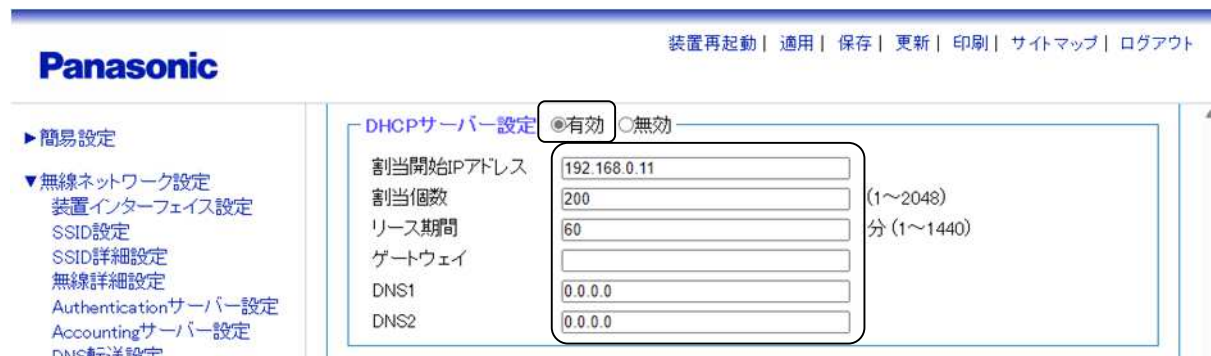 装置再起動| 適用| 保存| 更新| 印刷| サイトマップ| ログアウト
Panasonic
▶簡易設定
▼無線ネットワーク設定
装置インターフェイス設定
SSID設定
SSID詳細設定
無線詳細設定
Authenticationサーバー設定
Accountingサーバー設定
DNS転送設定
DHCPサーバー設定 ◉有効 ○無効
割当開始IPアドレス 192.168.0.11
割当個数 200 (1～2048)
リース期間 60 分(1～1440)
ゲートウェイ
DNS1 0.0.0.0
DNS2 0.0.0.0